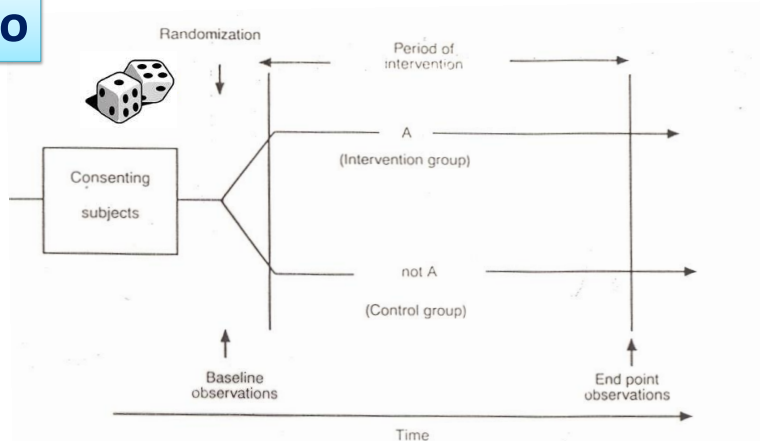 o
Randomization
Period of
intervention
A
(Intervention group)
Consenting
subjects
not A
(Control group)
Baseline
observations
End point
observations
Time